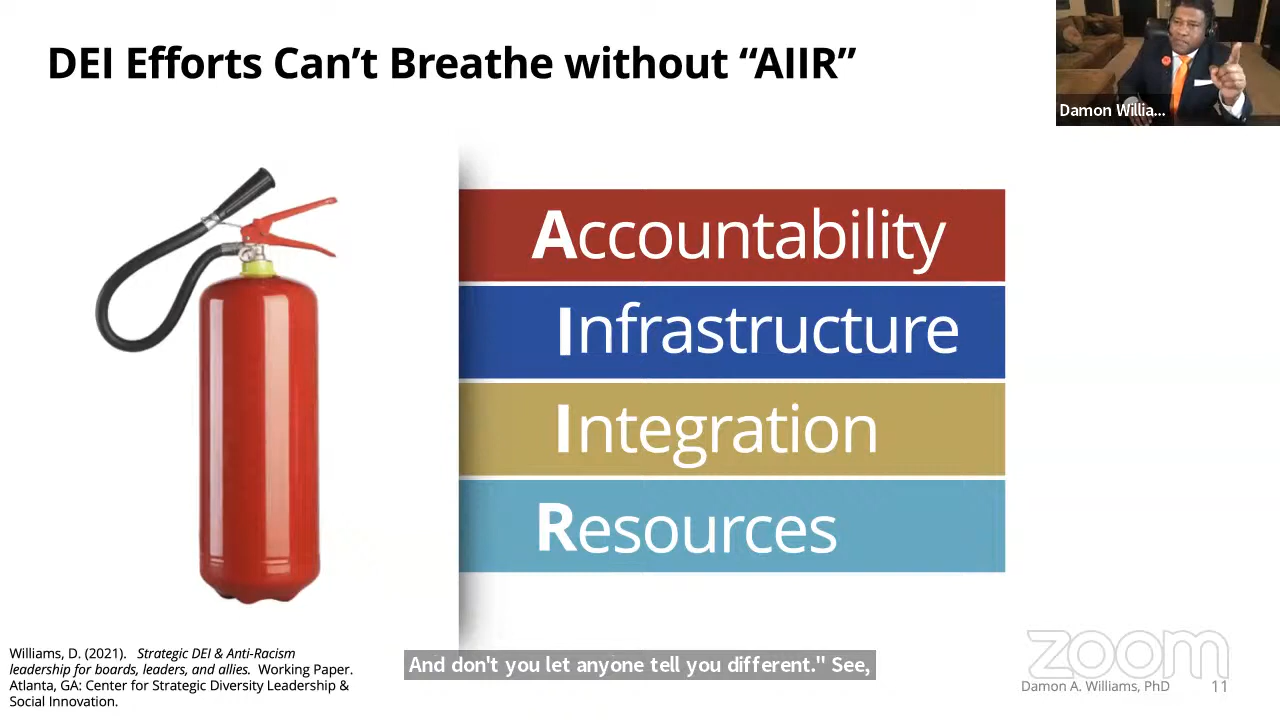 DEI Efforts Can’t Breathe without “AIIR”
Damon Willia...
Accountability
Infrastructure
Integration
Resources
Williams, D. (2021). Strategic DEI & Anti-Racism
leadership for boards, leaders, and allies. Working Paper.
Atlanta, GA: Center for Strategic Diversity Leadership &
Social Innovation.
And don't you let anyone tell you different." See,
zoom
Damon A. Williams, PhD 11